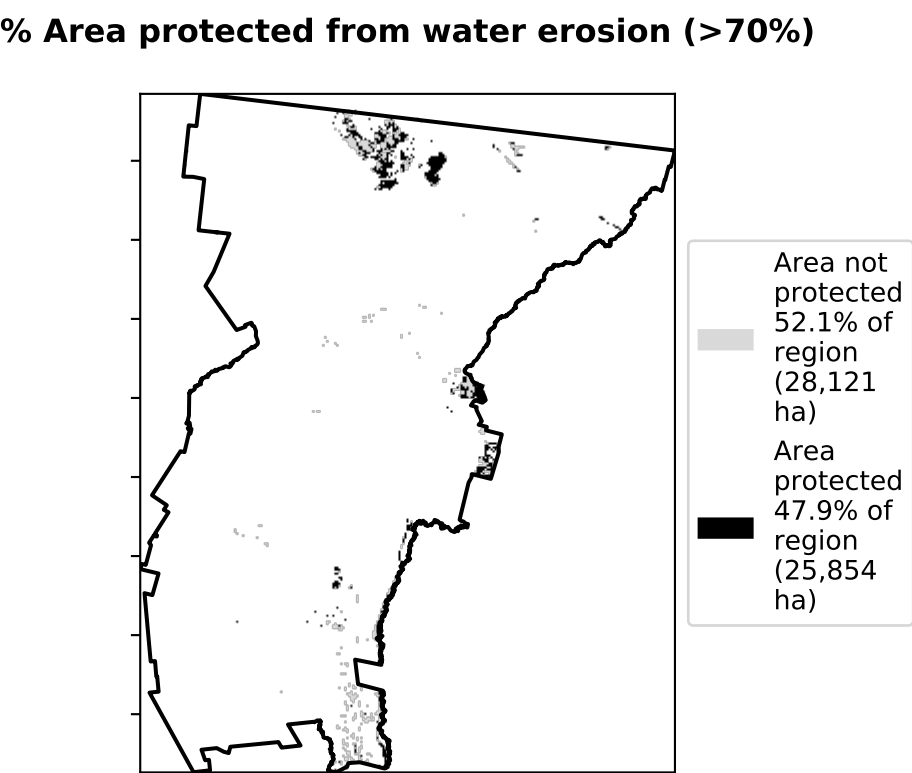 % Area protected from water erosion (>70%)
Area not
protected
52.1% of
region
(28,121
ha)
Area
protected
47.9% of
region
(25,854
ha)